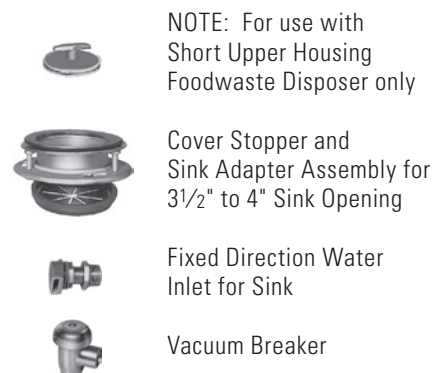 NOTE: For use with
Short Upper Housing
Foodwaste Disposer only
Cover Stopper and
Sink Adapter Assembly for
3½" to 4" Sink Opening
Fixed Direction Water
Inlet for Sink
Vacuum Breaker